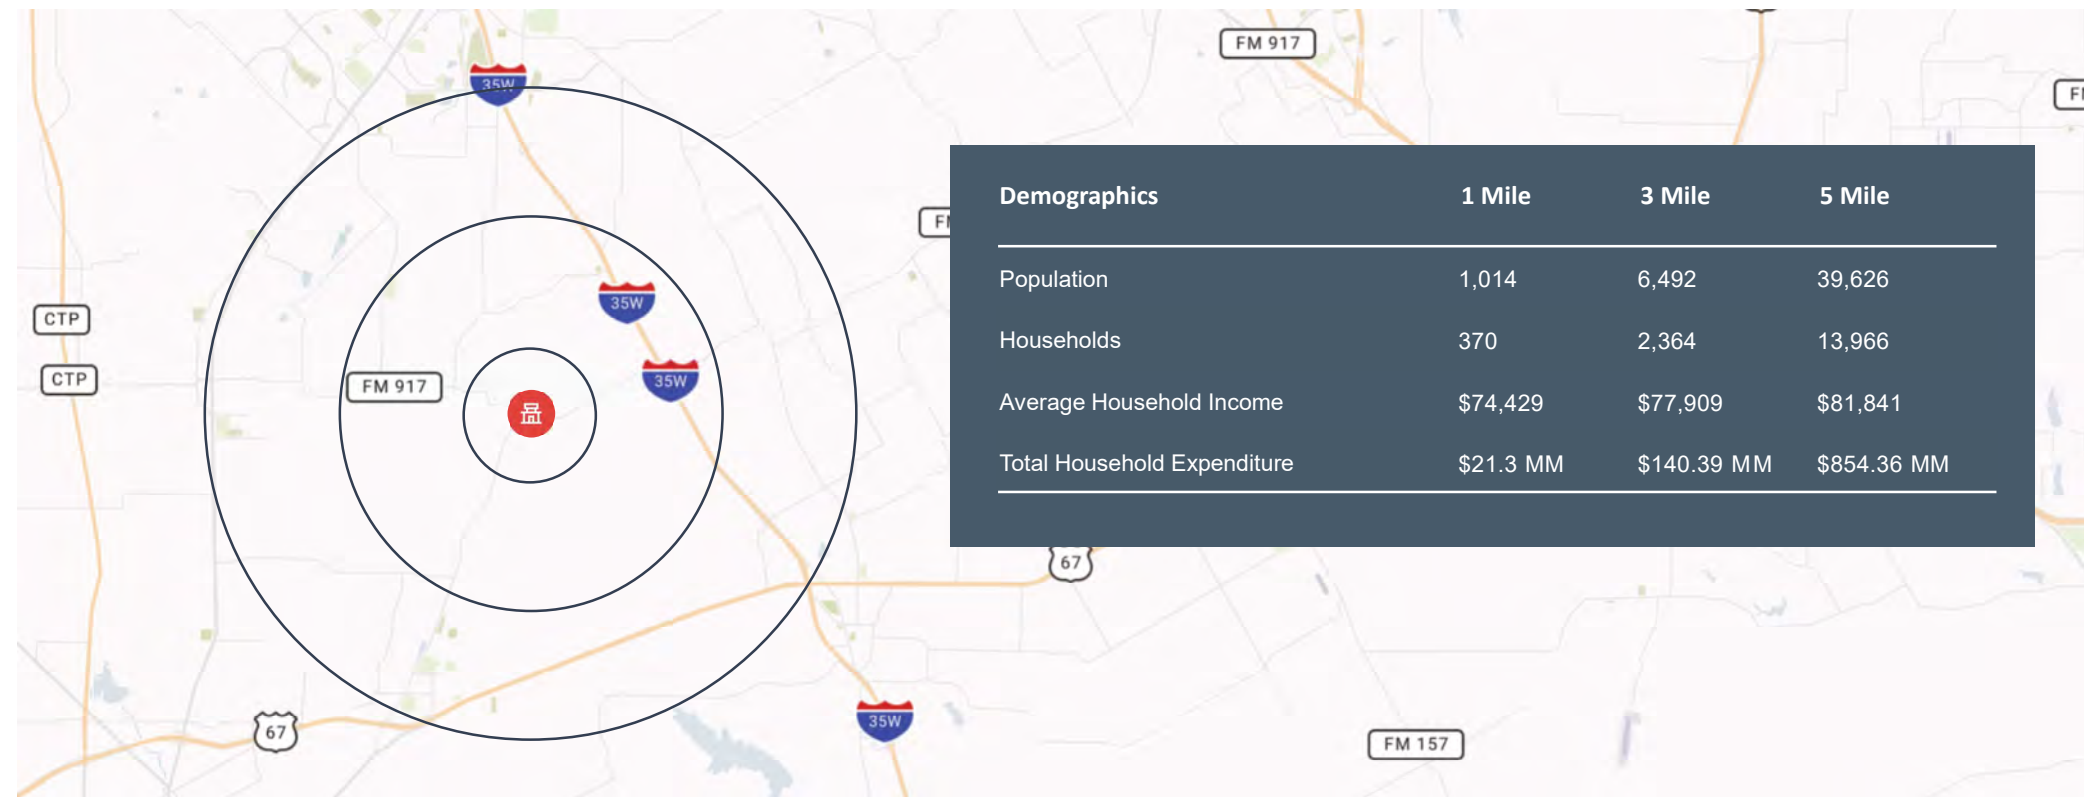 35W
FM 917
Demographics 1 Mile 3 Mile 5 Mile
Population 1,014 6,492 39,626
35W
CTP
Households 370 2,364 13,966
CTP
FM 917
35W
Average Household Income $74,429 $77,909 $81,841
Total Household Expenditure $21.3 MM $140.39 MM $854.36 MM
67
35W
67
FM 157